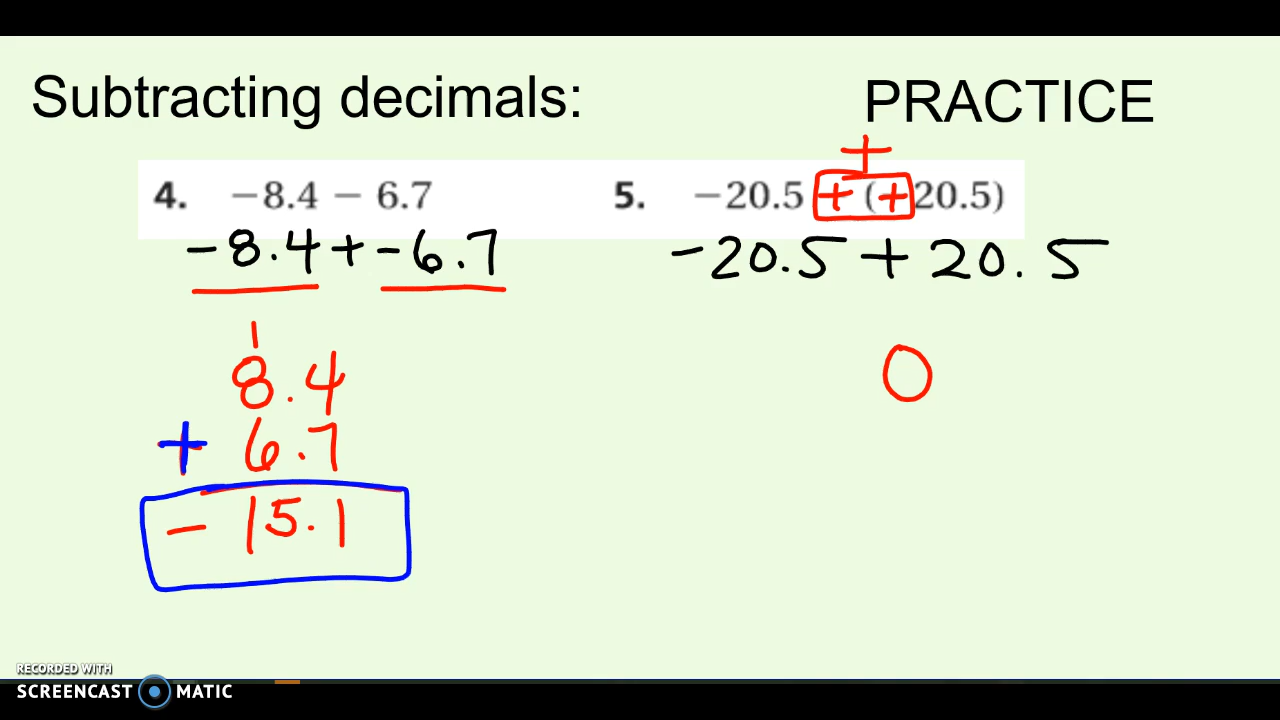 Subtracting decimals:
PRACTICE
4. −8.4 − 6.7
-8.4 + -6.7
1
8.4
+ 6.7
- 15.1
+
5. −20.5 + (+20.5)
-20.5 + 20.5
0
RECORDED WITH
SCREENCAST MATIC